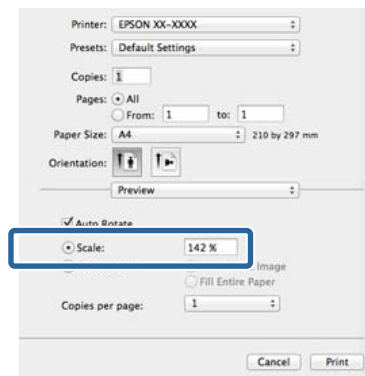 Printer: EPSON XX-XXXX
Presets: Default Settings
Copies: 1
Pages: All
From: 1 to: 1
Paper Size: A4 210 by 297 mm
Orientation:
Preview
Auto Rotate
Scale: 142 %
Image
Fill Entire Paper
Copies per page: 1
Cancel Print